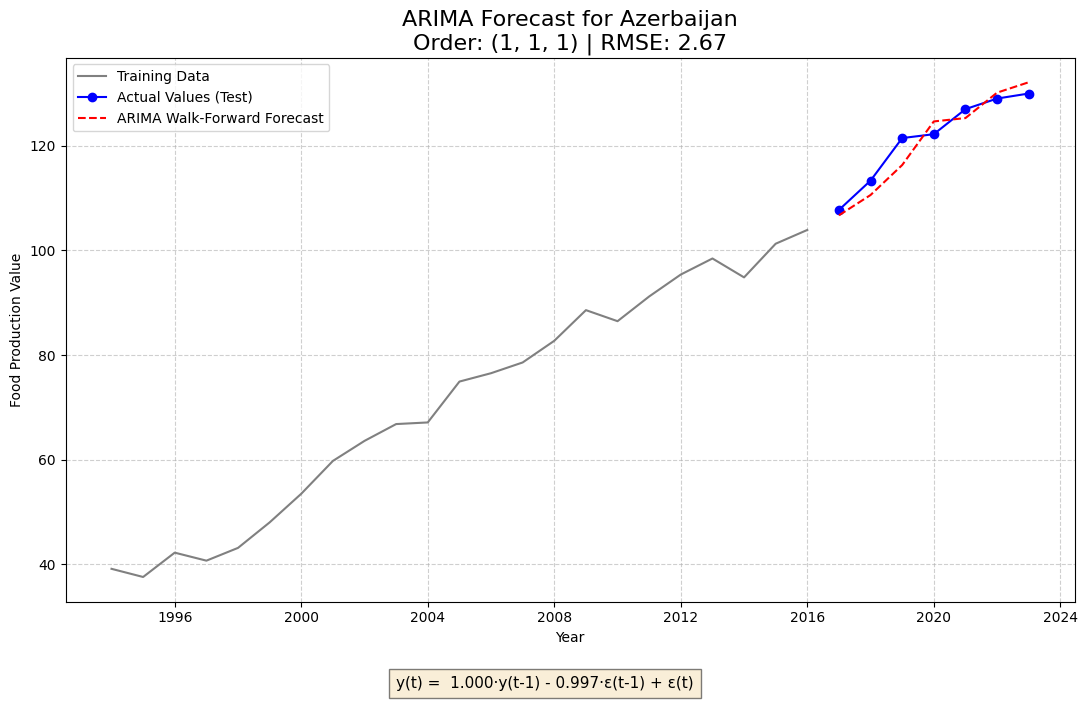 ARIMA Forecast for Azerbaijan
Order: (1, 1, 1) | RMSE: 2.67
Training Data
Actual Values (Test)
ARIMA Walk-Forward Forecast
Food Production Value
120
100
80
60
40
1996 2000 2004 2008 2012 2016 2020 2024
Year
y(t) = 1.000·y(t-1) - 0.997·ε(t-1) + ε(t)